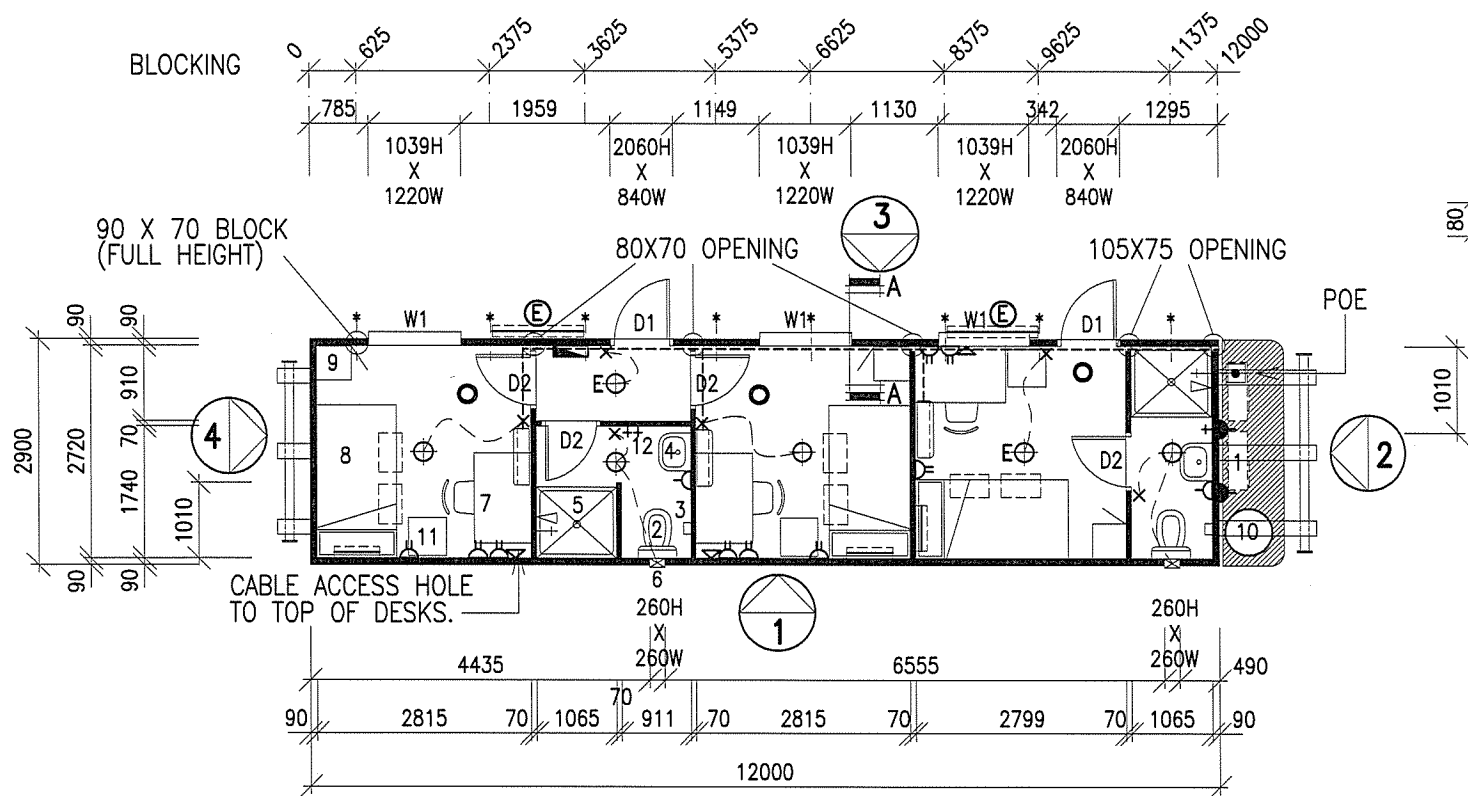 BLOCKING
0 625 2375 3625 5375 6625 8375 9625 11375 12000
785 1959 1149 1130 342 1295
1039H X 1220W
2060H X 840W
1039H X 1220W
1039H X 1220W
2060H X 840W
80
90 X 70 BLOCK
(FULL HEIGHT)
80X70 OPENING
3
105X75 OPENING
POE
A
* W1 * E * D1 * * W1 * * W1 E * D1 *
90 90
2900 2720 910 70 1740 1010
90 90
9 D2 E D2 A
4 8 D2 12 4 E D2 1 2
7 5 3
11 2 10
6
1010
CABLE ACCESS HOLE
TO TOP OF DESKS.
260H X 260W
1
260H X 260W
4435 6555 490
70
90 2815 70 1065 911 70 2815 70 2799 70 1065 90
12000